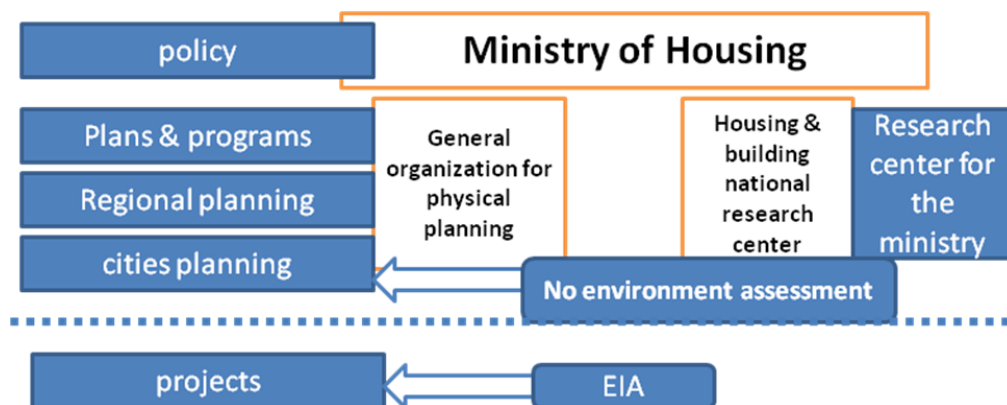 policy
Ministry of Housing
Plans & programs
Regional planning
cities planning
General
organization for
physical
planning
Housing &
building
national
research
center
Research
center for
the
ministry
No environment assessment
projects
EIA